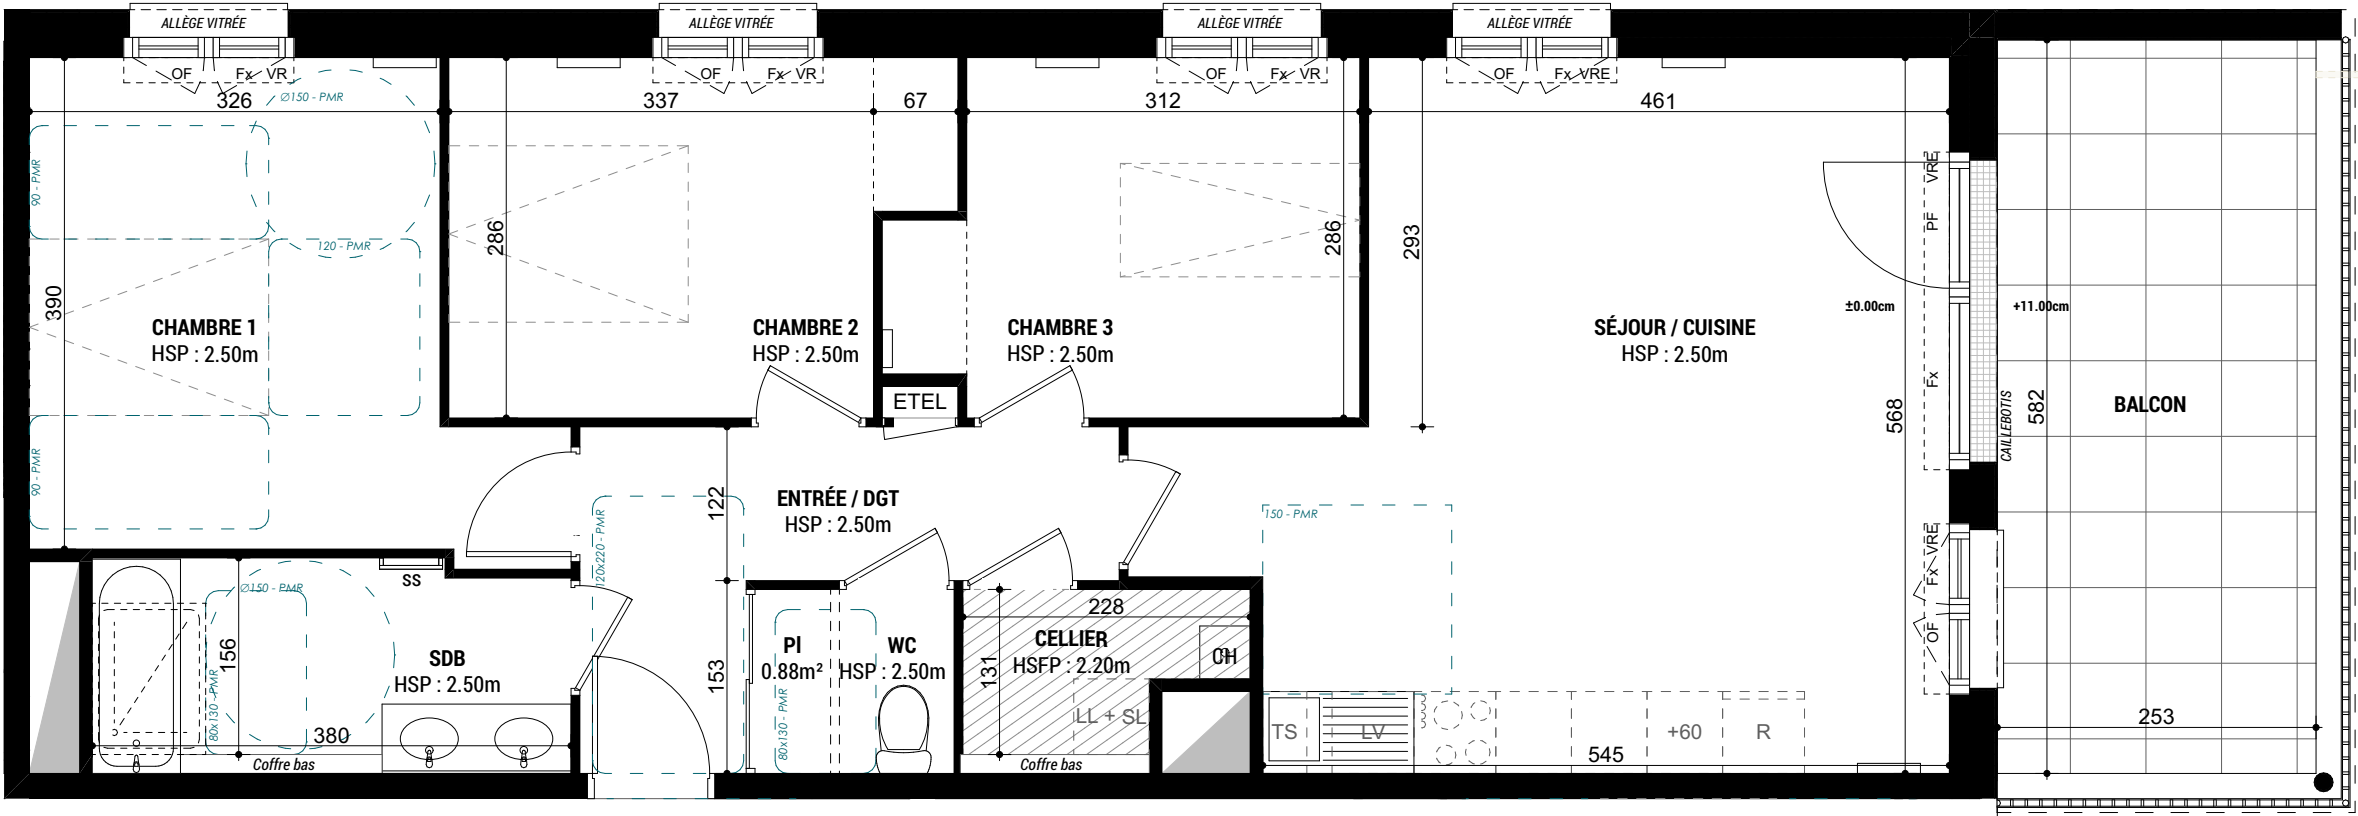 ALLÈGE VITRÉE
ALLÈGE VITRÉE
ALLÈGE VITRÉE
ALLÈGE VITRÉE
OF Fx VR
OF Fx VR
OF Fx VR
OF Fx VRE
326
Ø150 - PMR
337
67
312
461
90 - PMR
120 - PMR
286
286
293
390
VRE
PF
Fx
±0.00cm
+11.00cm
CHAMBRE 1
HSP : 2.50m
CHAMBRE 2
HSP : 2.50m
CHAMBRE 3
HSP : 2.50m
SÉJOUR / CUISINE
HSP : 2.50m
ETEL
568
CAILLEBOTIS
582
BALCON
90 - PMR
122
ENTRÉE / DGT
HSP : 2.50m
120x220 - PMR
150 - PMR
VRE
Fx
OF
SS
Ø150 - PMR
156
80x130 - PMR
SDB
HSP : 2.50m
380
Coffre bas
153
Pl
0.88m²
WC
HSP : 2.50m
80x130 - PMR
228
CELLIER
HSFP : 2.20m
131
CH
LL + SL
Coffre bas
TS
LV
+60
R
545
253